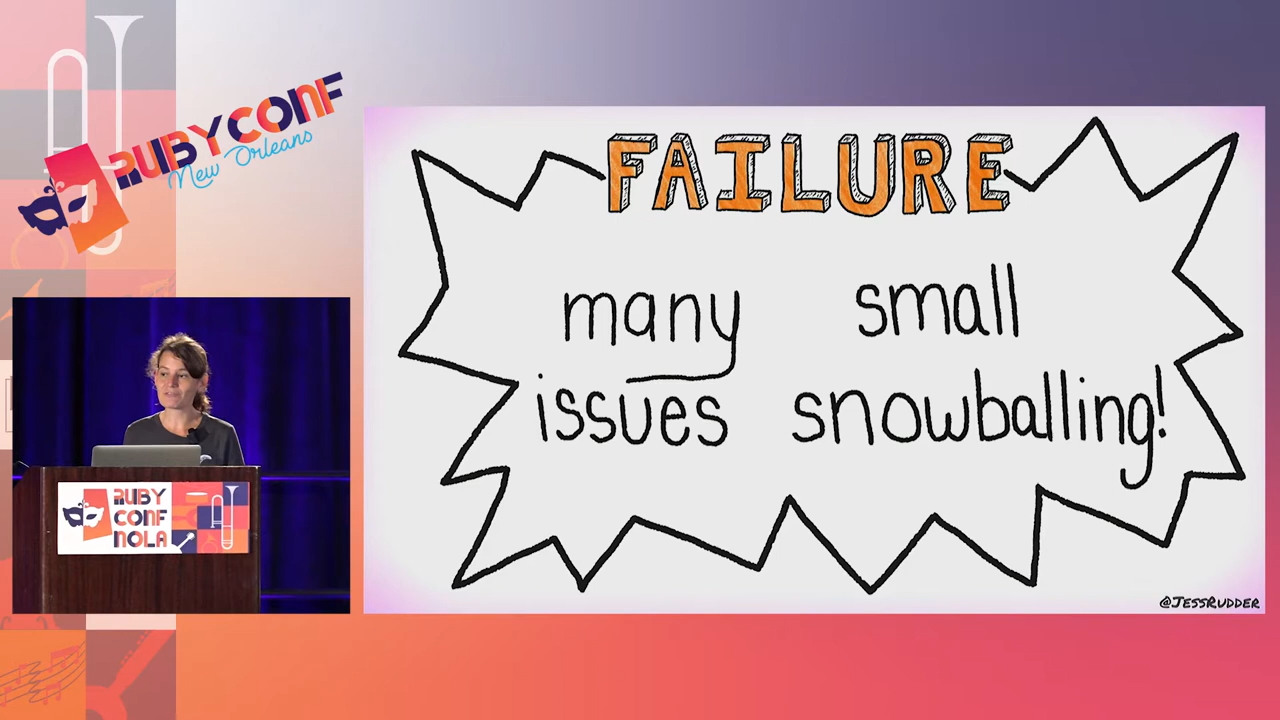 RUBYCONF
New Orleans
FAILURE
many small
issues snowballing!
@JessRudder
RUBY
CONF
NOLA